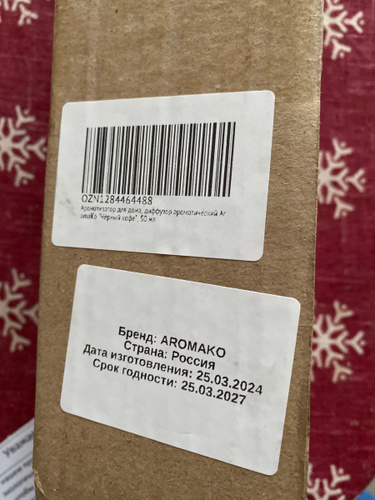 OZN1284464488
Ароматизатор для дома, диффузор ароматический Ar
omaKo "Чёрный кофе", 50 мл
Бренд: AROMAKO
Страна: Россия
Дата изготовления: 25.03.2024
Срок годности: 25.03.2027